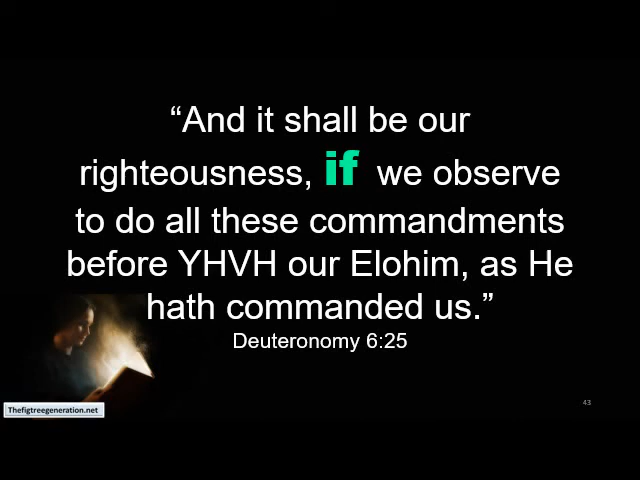 “And it shall be our
righteousness, if we observe
to do all these commandments
before YHVH our Elohim, as He
hath commanded us.”
Deuteronomy 6:25
Thefigtreegeneration.net
43